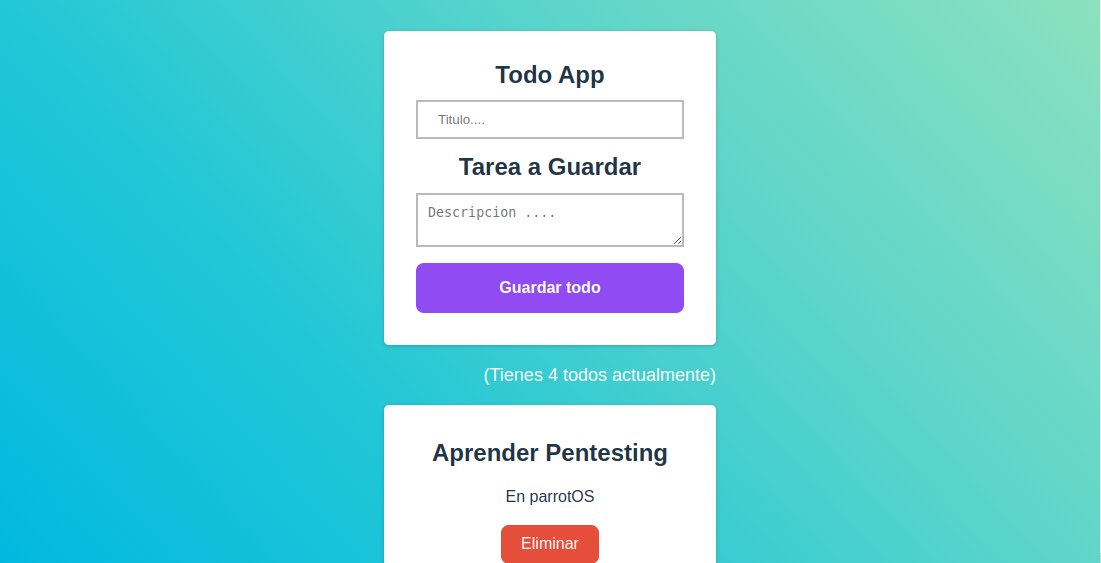 Todo App
Titulo....
Tarea a Guardar
Descripcion ....
Guardar todo
(Tienes 4 todos actualmente)
Aprender Pentesting
En parrotOS
Eliminar